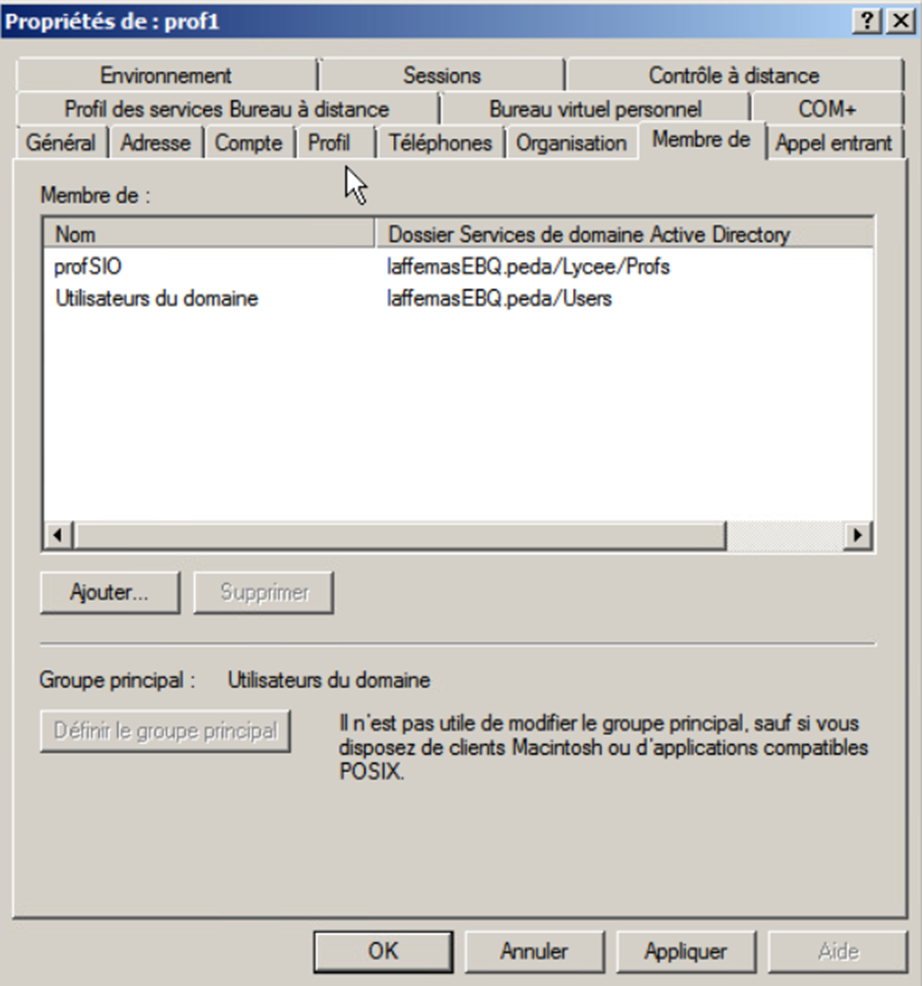 Propriétés de : prof1
Environnement Sessions Contrôle à distance
Profil des services Bureau à distance Bureau virtuel personnel COM+
Général Adresse Compte Profil Téléphones Organisation Membre de Appel entrant
Membre de :
Nom Dossier Services de domaine Active Directory
profSIO laffemasEBQ.peda/Lycee/Profs
Utilisateurs du domaine laffemasEBQ.peda/Users
Ajouter... Supprimer
Groupe principal : Utilisateurs du domaine
Définir le groupe principal
Il n'est pas utile de modifier le groupe principal, sauf si vous
disposez de clients Macintosh ou d'applications compatibles
POSIX.
OK Annuler Appliquer Aide